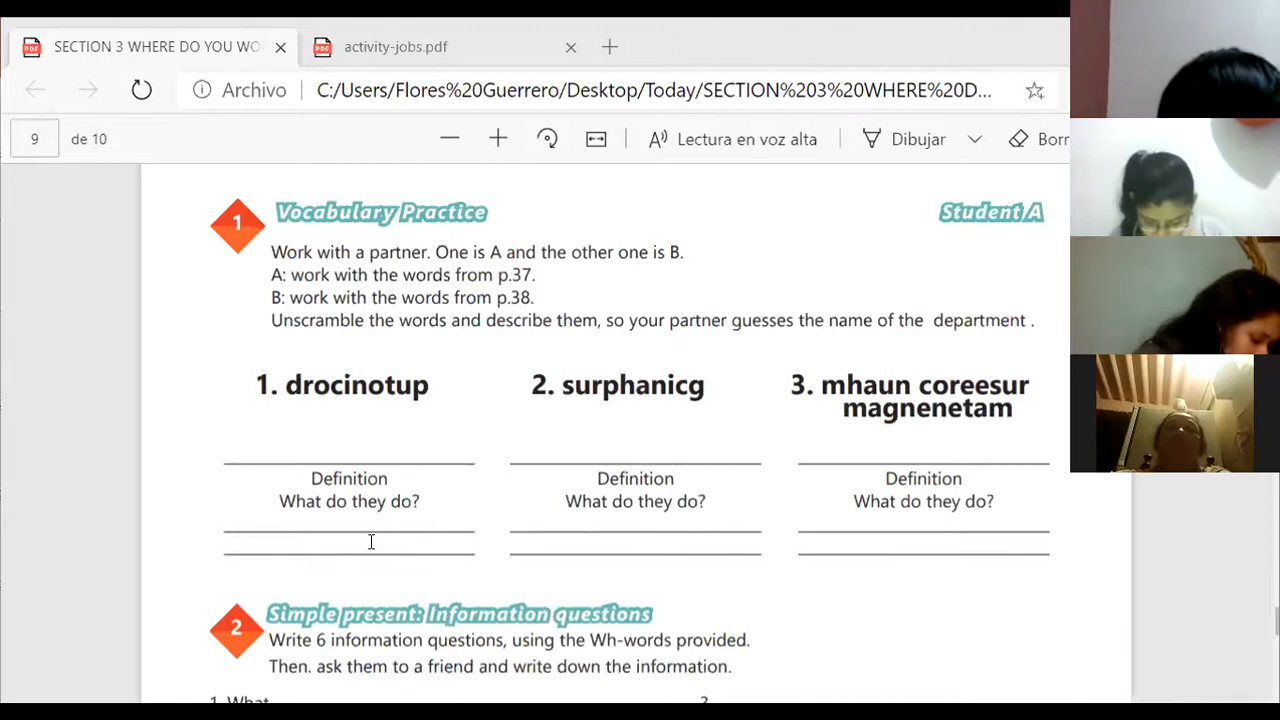 SECTION 3 WHERE DO YOU WO
activity-jobs.pdf
Archivo
C:/Users/Flores%20Guerrero/Desktop/Today/SECTION%203%20WHERE%20D...
9
de 10
Lectura en voz alta
Dibujar
Borr
1
Vocabulary Practice
Student A
Work with a partner. One is A and the other one is B.
A: work with the words from p.37.
B: work with the words from p.38.
Unscramble the words and describe them, so your partner guesses the name of the department .
1. drocinotup
2. surphanicg
3. mhaun coreesur
magnenetam
Definition
What do they do?
Definition
What do they do?
Definition
What do they do?
2
Simple present: Information questions
Write 6 information questions, using the Wh-words provided.
Then. ask them to a friend and write down the information.
1. What